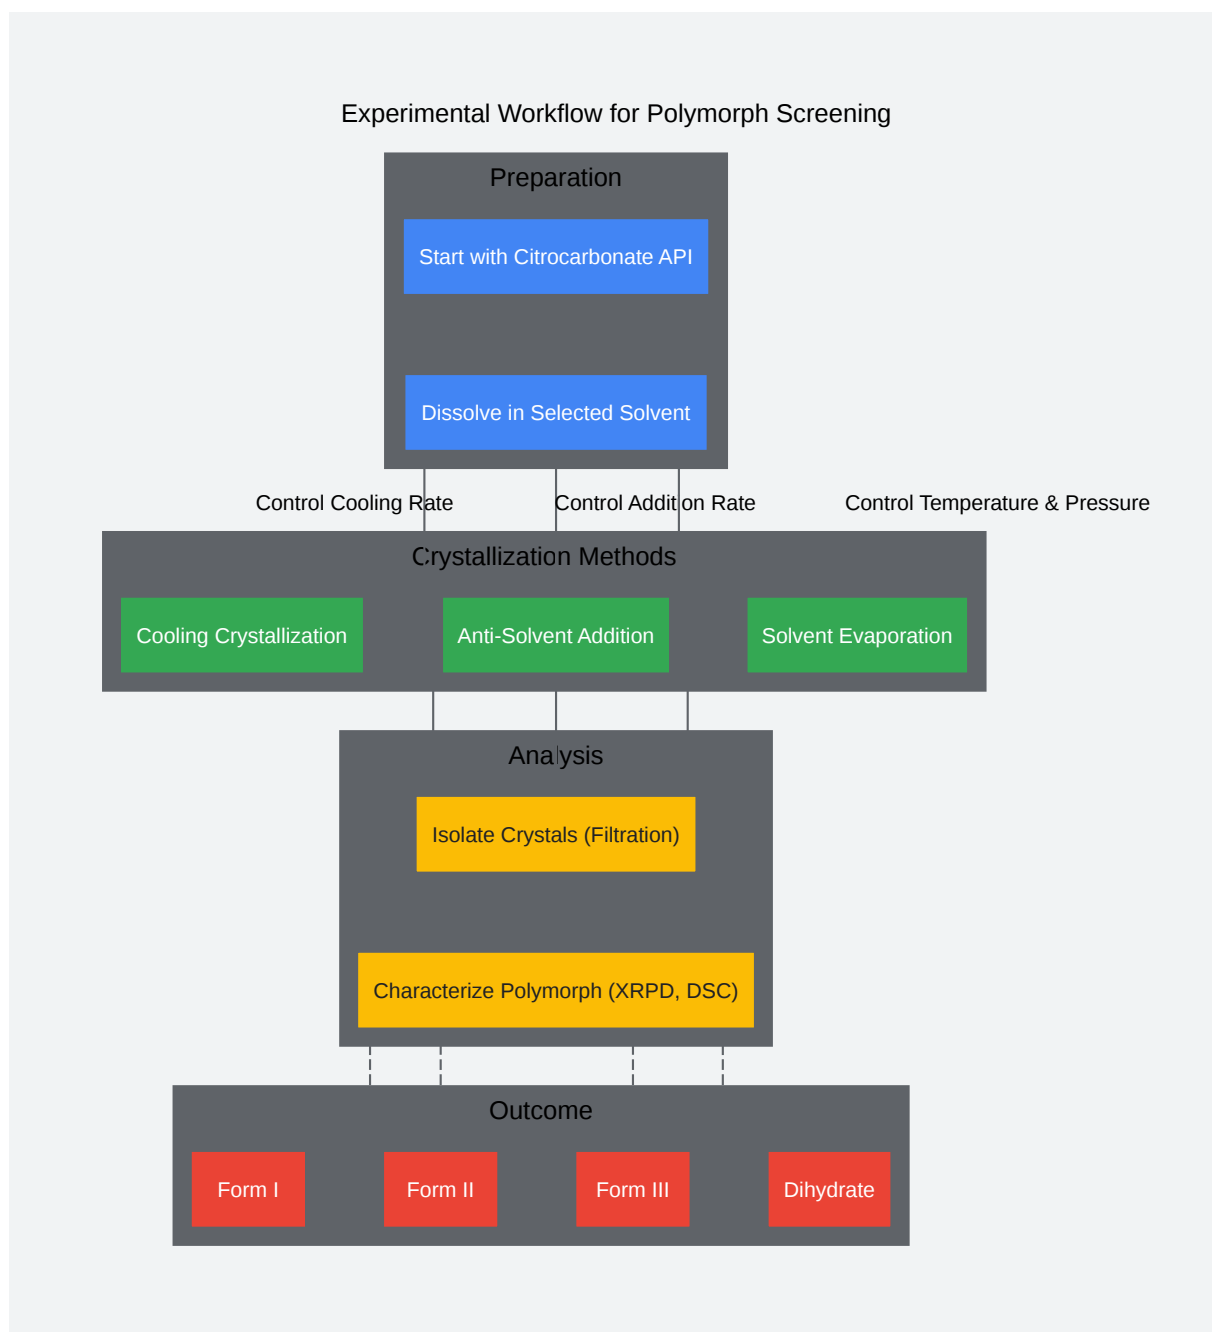 Experimental Workflow for Polymorph Screening
Preparation
Start with Citrocarbonate API
Dissolve in Selected Solvent
Control Cooling Rate
Control Addition Rate
Control Temperature & Pressure
Crystallization Methods
Cooling Crystallization
Anti-Solvent Addition
Solvent Evaporation
Analysis
Isolate Crystals (Filtration)
Characterize Polymorph (XRPD, DSC)
Outcome
Form I
Form II
Form III
Dihydrate